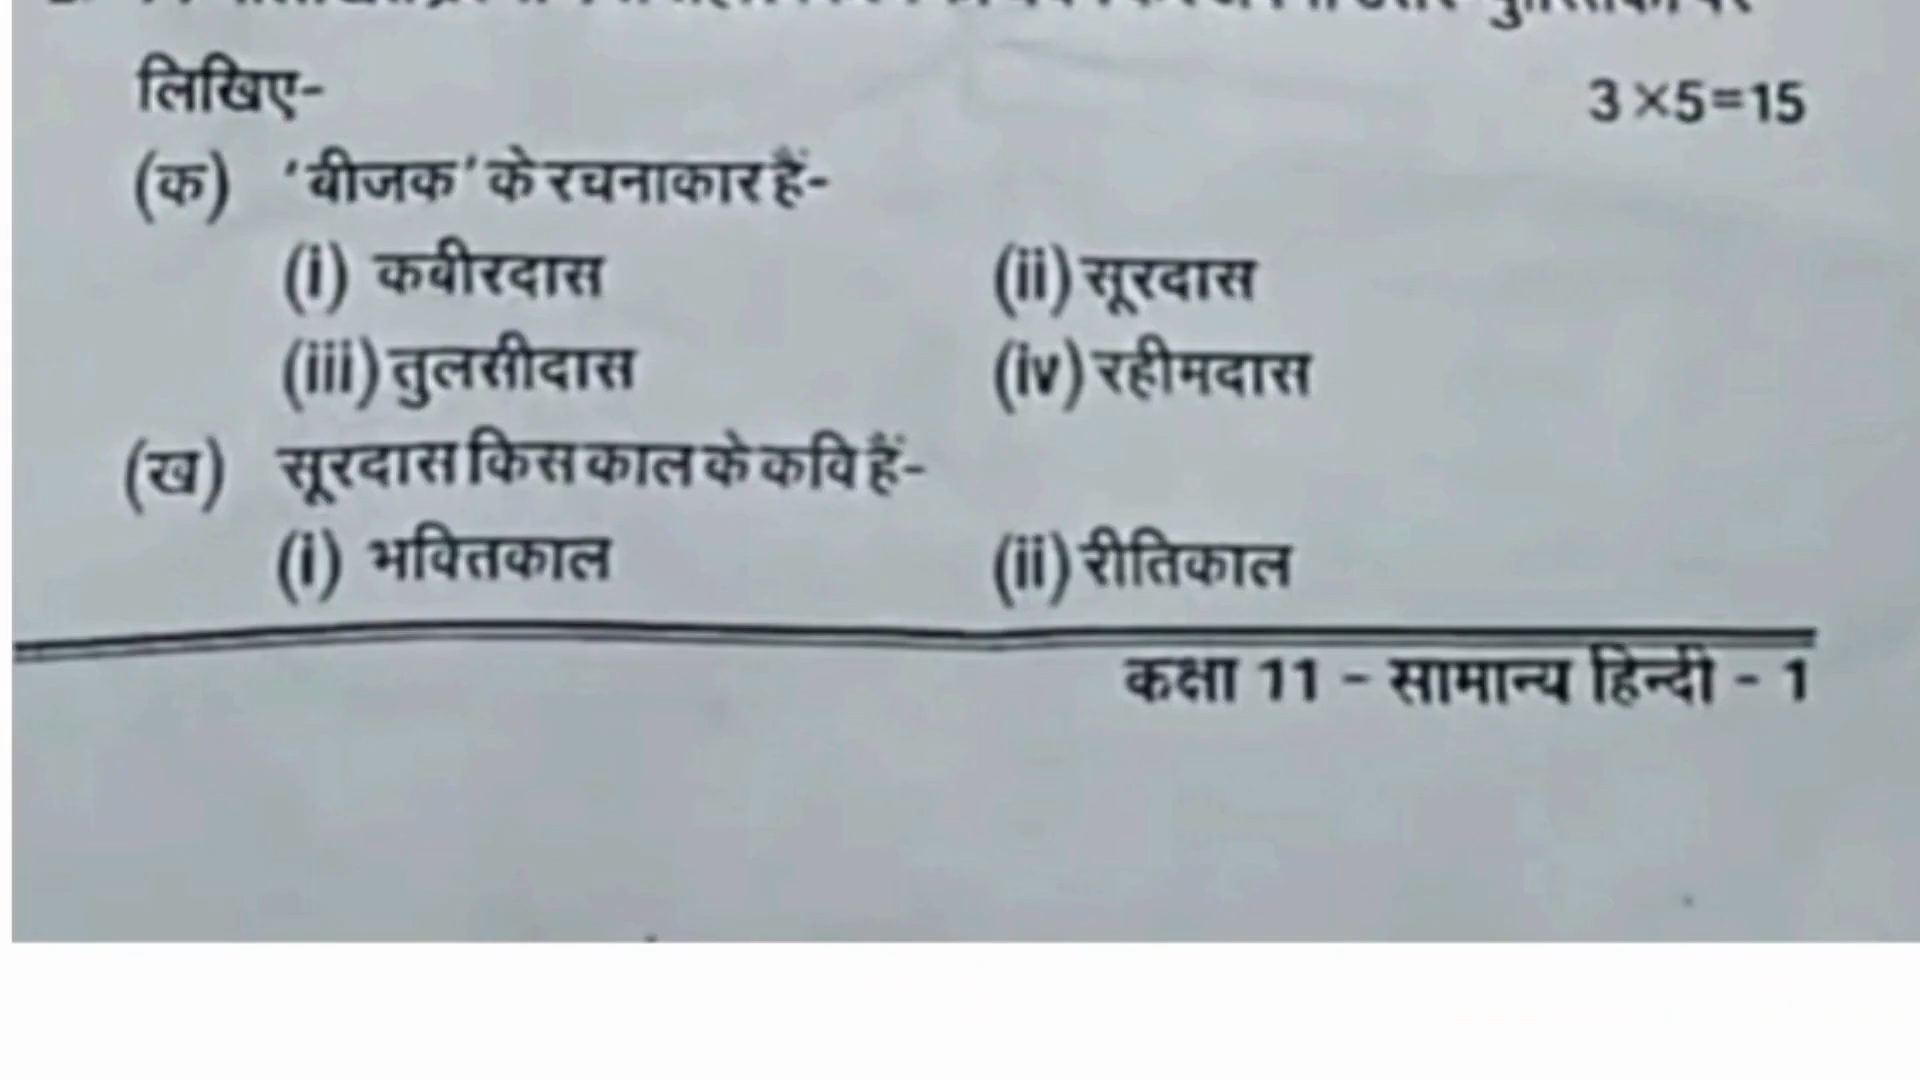 लिखिए-
3×5=15
(क) 'बीजक' के रचनाकार हैं-
(i) कबीरदास (ii) सूरदास
(iii) तुलसीदास (iv) रहीमदास
(ख) सूरदास किस काल के कवि हैं-
(i) भक्तिकाल (ii) रीतिकाल
कक्षा 11 - सामान्य हिन्दी - 1